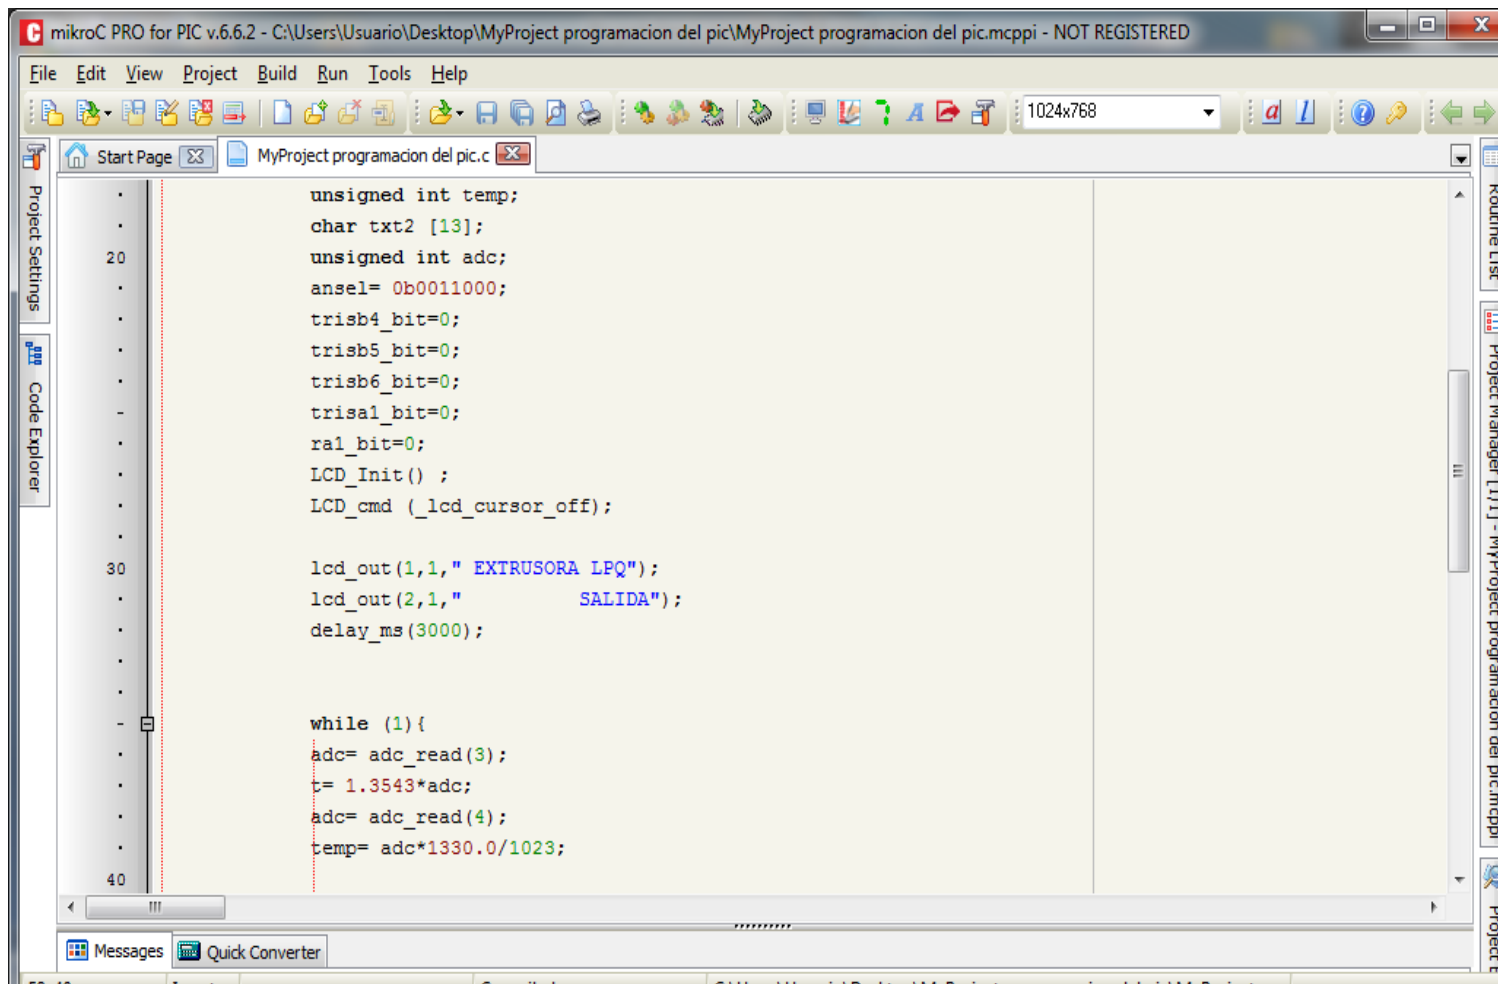 mikroC PRO for PIC v.6.6.2 - C:\Users\Usuario\Desktop\MyProject programacion del pic\MyProject programacion del pic.mcppi - NOT REGISTERED
File Edit View Project Build Run Tools Help
1024x768
Start Page
MyProject programacion del pic.c
Project Settings
Code Explorer
unsigned int temp;
char txt2 [13];
20 unsigned int adc;
ansel= 0b0011000;
trisb4_bit=0;
trisb5_bit=0;
trisb6_bit=0;
trisa1_bit=0;
ra1_bit=0;
LCD_Init() ;
LCD_cmd (_lcd_cursor_off);
30 lcd_out(1,1," EXTRUSORA LPQ");
lcd_out(2,1,"          SALIDA");
delay_ms(3000);
while (1){
adc= adc_read(3);
t= 1.3543*adc;
adc= adc_read(4);
temp= adc*1330.0/1023;
40
Routine List
Project Manager [1/1] - MyProject programacion del pic.mcppi
Messages Quick Converter